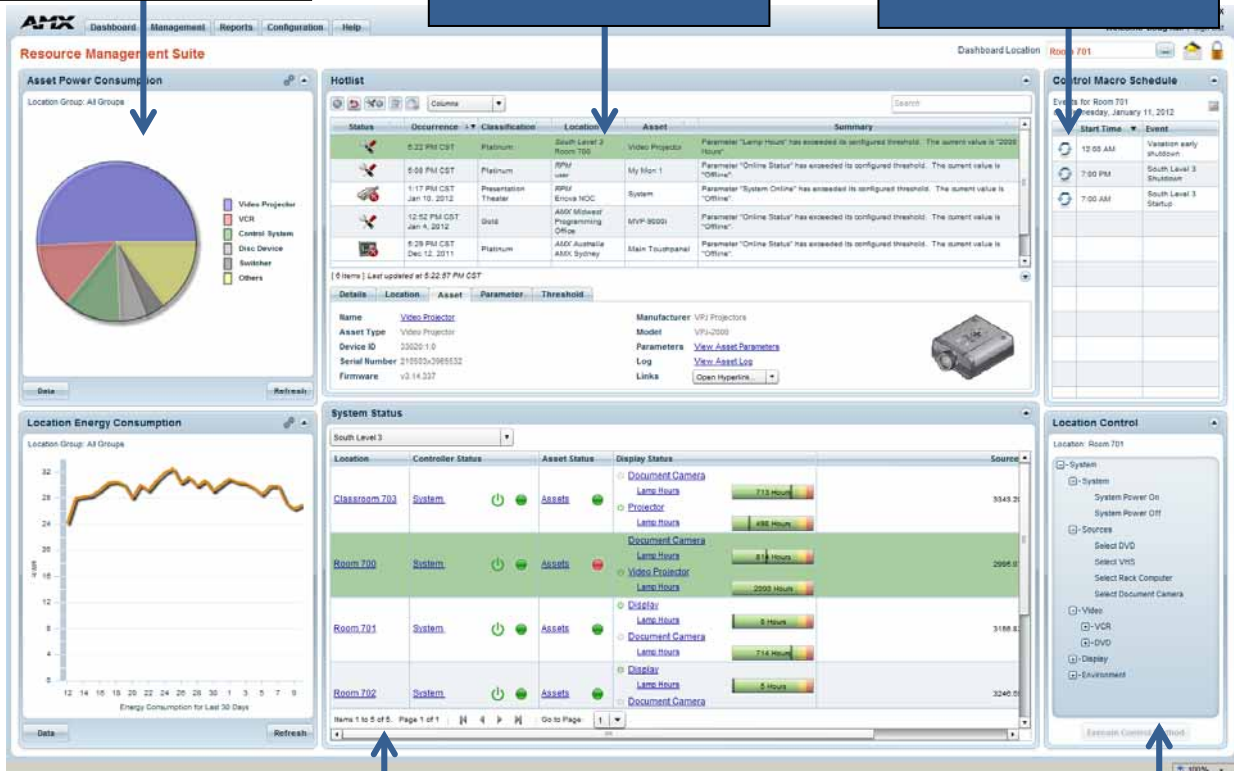 AMX Dashboard Management Reports Configuration Help
Resource Management Suite
Dashboard Location Room 701
Asset Power Consumption
Location Group: All Groups
Video Projector
VCR
Control System
Disc Device
Switcher
Others
Data Refresh
Hotlist
Columns Search
Status Occurrence Classification Location Asset Summary
5:22 PM CST Platinum South Level 3 Room 700 Video Projector Parameter "Lamp Hours" has exceeded its configured threshold. The current value is "2000 Hours".
5:08 PM CST Platinum RPM user My Mon 1 Parameter "Online Status" has exceeded its configured threshold. The current value is "Offline".
1:17 PM CST Jan 10, 2012 Presentation Theater RPM Enova NOC System Parameter "System Online" has exceeded its configured threshold. The current value is "Offline".
12:52 PM CST Jan 4, 2012 Gold AMX Midwest Programming Office MVP-9000i Parameter "Online Status" has exceeded its configured threshold. The current value is "Offline".
5:29 PM CST Dec 12, 2011 Platinum AMX Australia AMX Sydney Main Touchpanel Parameter "Online Status" has exceeded its configured threshold. The current value is "Offline".
[ 6 items ] Last updated at 5:22:57 PM CST
Details Location Asset Parameter Threshold
Name Video Projector
Asset Type Video Projector
Device ID 33020:1.0
Serial Number
Firmware v3.14.337
Manufacturer VPJ Projectors
Model VPJ-2000
Parameters View Asset Parameters
Log View Asset Log
Links Open Hyperlink...
Control Macro Schedule
Events for Room 701
Wednesday, January 11, 2012
Start Time Event
12:05 AM Vacation early shutdown
7:00 PM South Level 3 Shutdown
7:00 AM South Level 3 Startup
Location Energy Consumption
Location Group: All Groups
32
28
24
20
16
12
8
4
0
12 14 16 18 20 22 24 26 28 30 1 3 5 7 9
Energy Consumption for Last 30 Days
Data Refresh
System Status
South Level 3
Location Controller Status Asset Status Display Status Source
Classroom 703 System Assets
Document Camera
Lamp Hours 713 Hours
Projector
Lamp Hours 498 Hours
Room 700 System Assets
Document Camera
Lamp Hours 814 Hours
Video Projector
Lamp Hours 2000 Hours
Room 701 System Assets
Display
Lamp Hours 5 Hours
Document Camera
Lamp Hours 714 Hours
Room 702 System Assets
Display
Lamp Hours 5 Hours
Document Camera
Items 1 to 5 of 5. Page 1 of 1 Go to Page: 1
Location Control
Location: Room 701
System
System
System Power On
System Power Off
Sources
Select DVD
Select VHS
Select Rack Computer
Select Document Camera
Video
VCR
DVD
Display
Environment
Execute Control Method
100%